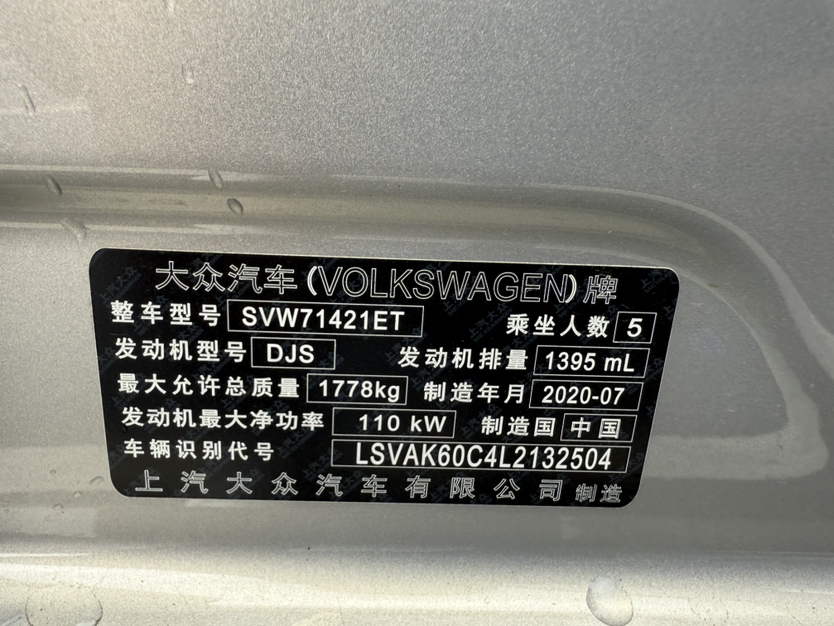 大众汽车(VOLKSWAGEN)牌
整车型号 SVW71421ET 乘坐人数 5
发动机型号 DJS 发动机排量 1395 mL
最大允许总质量 1778kg 制造年月 2020-07
发动机最大净功率 110 kW 制造国 中国
车辆识别代号 LSVAK60C4L2132504
上汽大众汽车有限公司 制造